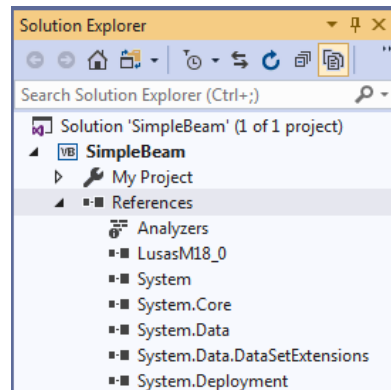 Solution Explorer
Search Solution Explorer (Ctrl+;)
Solution 'SimpleBeam' (1 of 1 project)
VB SimpleBeam
My Project
References
Analyzers
LusasM18_0
System
System.Core
System.Data
System.Data.DataSetExtensions
System.Deployment